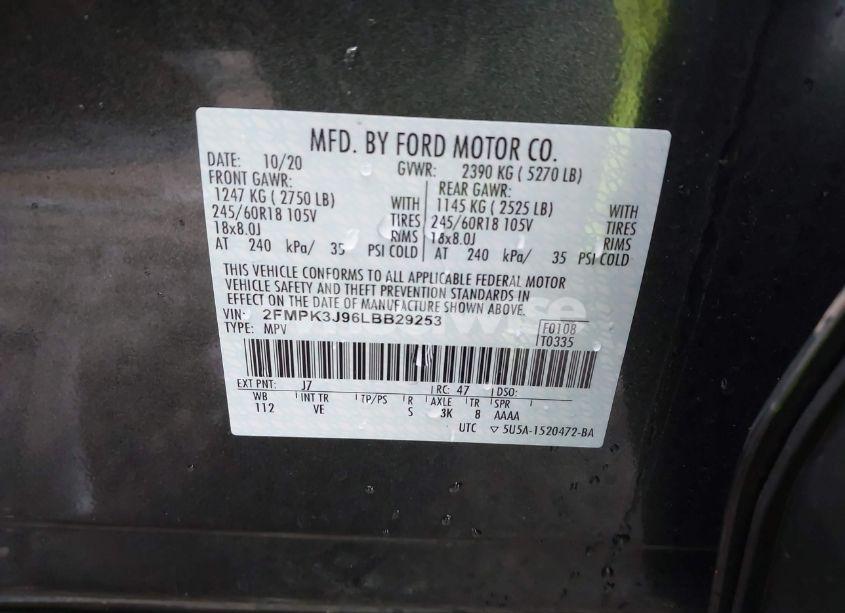 MFD. BY FORD MOTOR CO.
DATE: 10/20 GVWR: 2390 KG ( 5270 LB)
FRONT GAWR: REAR GAWR:
1247 KG ( 2750 LB) WITH 1145 KG ( 2525 LB) WITH
245/60R18 105V TIRES 245/60R18 105V TIRES
18x8.0J RIMS 18x8.0J RIMS
AT 240 kPa/ 35 PSI COLD AT 240 kPa/ 35 PSI COLD
THIS VEHICLE CONFORMS TO ALL APPLICABLE FEDERAL MOTOR
VEHICLE SAFETY AND THEFT PREVENTION STANDARDS IN
EFFECT ON THE DATE OF MANUFACTURE SHOWN ABOVE.
VIN: 2FMPK3J96LBB29253 F0108
TYPE: MPV T0335
EXT PNT: J7 RC: 47 DSO:
WB INT TR TP/PS R AXLE TR SPR
112 VE S 3K 8 AAAA
UTC ▽ 5U5A-1520472-BA